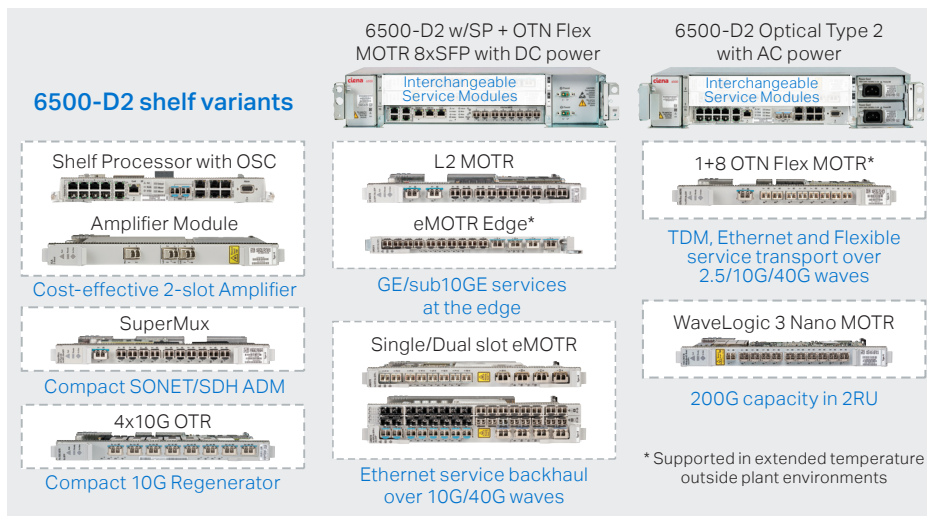 6500-D2 shelf variants
6500-D2 w/SP + OTN Flex
MOTR 8xSFP with DC power
ciena
Interchangeable
Service Modules
6500-D2 Optical Type 2
with AC power
ciena
Interchangeable
Service Modules
Shelf Processor with OSC
Amplifier Module
Cost-effective 2-slot Amplifier
SuperMux
Compact SONET/SDH ADM
4x10G OTR
Compact 10G Regenerator
L2 MOTR
eMOTR Edge*
GE/sub10GE services
at the edge
Single/Dual slot eMOTR
Ethernet service backhaul
over 10G/40G waves
1+8 OTN Flex MOTR*
TDM, Ethernet and Flexible
service transport over
2.5/10G/40G waves
WaveLogic 3 Nano MOTR
200G capacity in 2RU
* Supported in extended temperature
outside plant environments